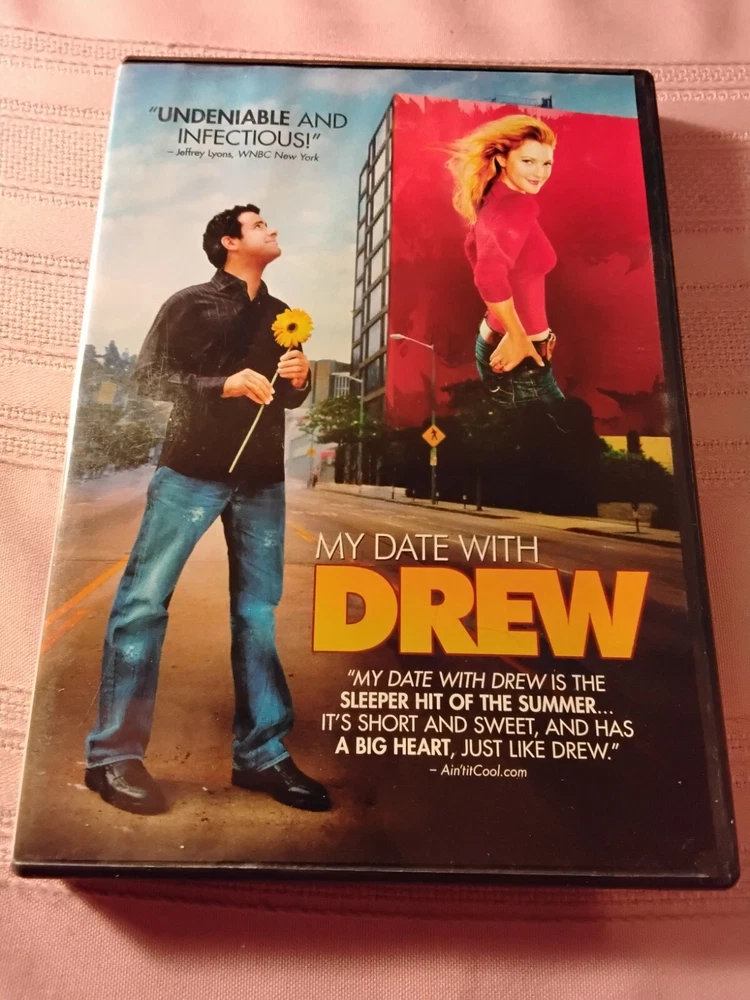 "UNDENIABLE AND
INFECTIOUS!"
– Jeffrey Lyons, WNBC New York
MY DATE WITH
DREW
"MY DATE WITH DREW IS THE
SLEEPER HIT OF THE SUMMER...
IT'S SHORT AND SWEET, AND HAS
A BIG HEART, JUST LIKE DREW."
– Ain'titCool.com